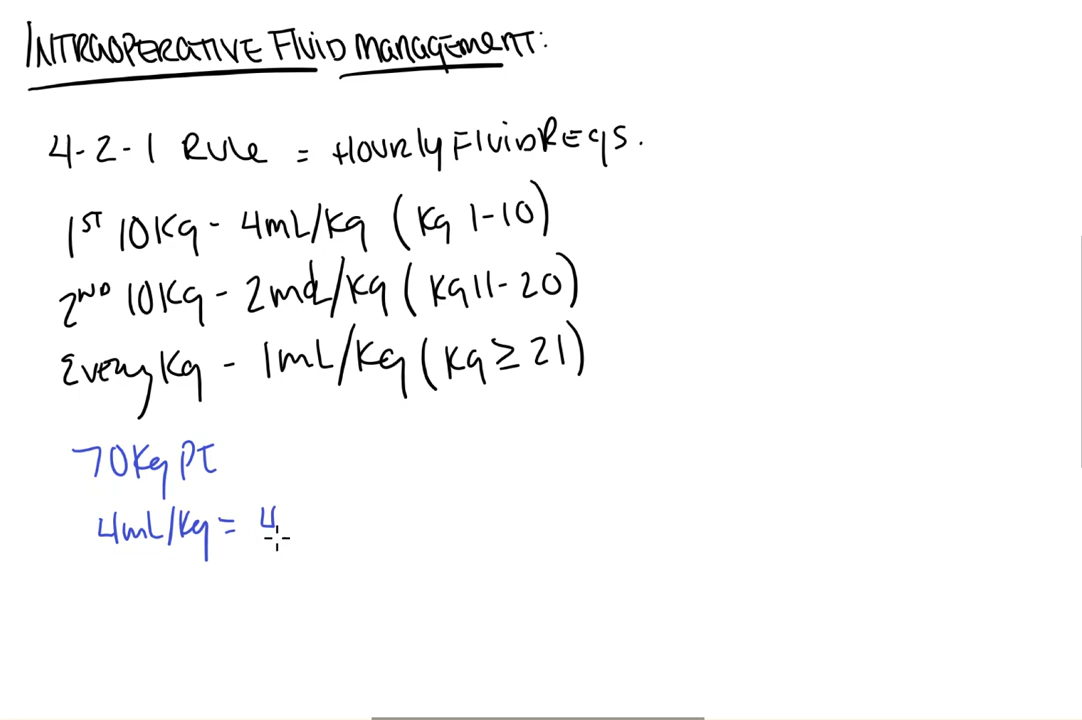 INTRAOPERATIVE FLUID MANAGEMENT:
4-2-1 RULE = HOURLY FLUID REQS.
1ST 10Kg - 4mL/Kg (Kg 1-10)
2ND 10Kg - 2mL/Kg (Kg 11-20)
Every Kg - 1mL/Kg (Kg ≥ 21)
70Kg PT
4mL/Kg = 4